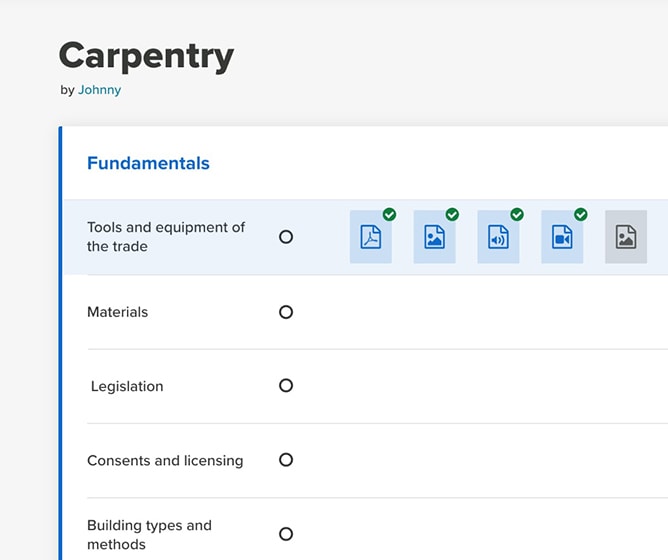 Carpentry
by Johnny
Fundamentals
Tools and equipment of
the trade
Materials
Legislation
Consents and licensing
Building types and
methods